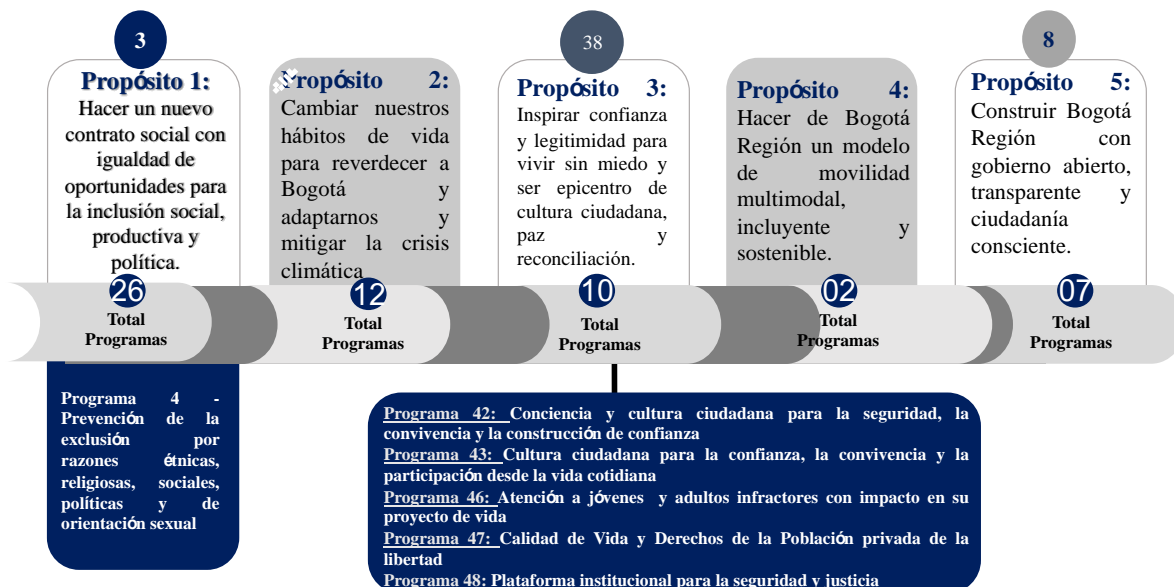 3
Propósito 1:
Hacer un nuevo
contrato social con
igualdad de
oportunidades para
la inclusión social,
productiva y
política.
26
Total
Programas
Programa 4 -
Prevención de la
exclusión por
razones étnicas,
religiosas, sociales,
políticas y de
orientación sexual
Propósito 2:
Cambiar nuestros
hábitos de vida
para reverdecer a
Bogotá y
adaptarnos y
mitigar la crisis
climática
12
Total
Programas
38
Propósito 3:
Inspirar confianza
y legitimidad para
vivir sin miedo y
ser epicentro de
cultura ciudadana,
paz y
reconciliación.
10
Total
Programas
Programa 42: Conciencia y cultura ciudadana para la seguridad, la
convivencia y la construcción de confianza
Programa 43: Cultura ciudadana para la confianza, la convivencia y la
participación desde la vida cotidiana
Programa 46: Atención a jóvenes y adultos infractores con impacto en su
proyecto de vida
Programa 47: Calidad de Vida y Derechos de la Población privada de la
libertad
Programa 48: Plataforma institucional para la seguridad y justicia
Propósito 4:
Hacer de Bogotá
Región un modelo
de movilidad
multimodal,
incluyente y
sostenible.
02
Total
Programas
8
Propósito 5:
Construir Bogotá
Región con
gobierno abierto,
transparente y
ciudadanía
consciente.
07
Total
Programas